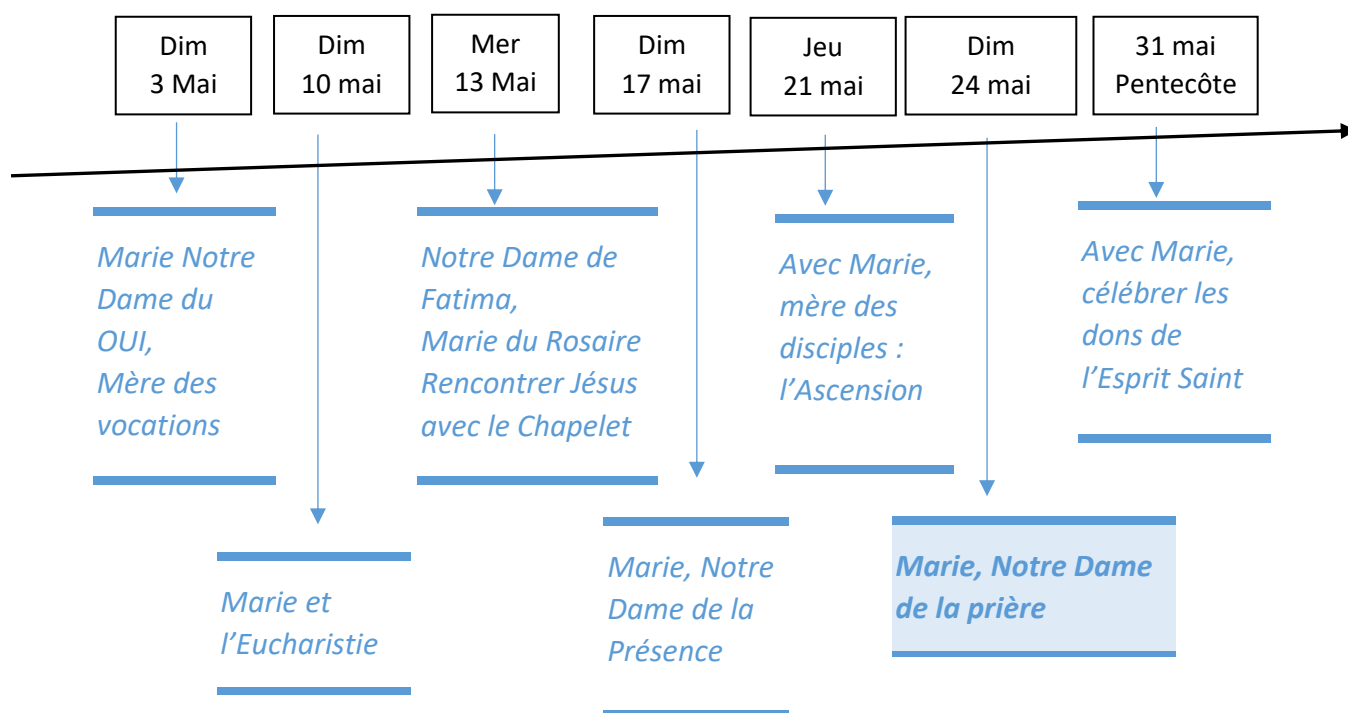 Dim
3 Mai
Dim
10 mai
Mer
13 Mai
Dim
17 mai
Jeu
21 mai
Dim
24 mai
31 mai
Pentecôte
Marie Notre
Dame du
OUI,
Mère des
vocations
Notre Dame de
Fatima,
Marie du Rosaire
Rencontrer Jésus
avec le Chapelet
Avec Marie,
mère des
disciples :
l’Ascension
Avec Marie,
célébrer les
dons de
l’Esprit Saint
Marie et
l’Eucharistie
Marie, Notre
Dame de la
Présence
Marie, Notre Dame
de la prière